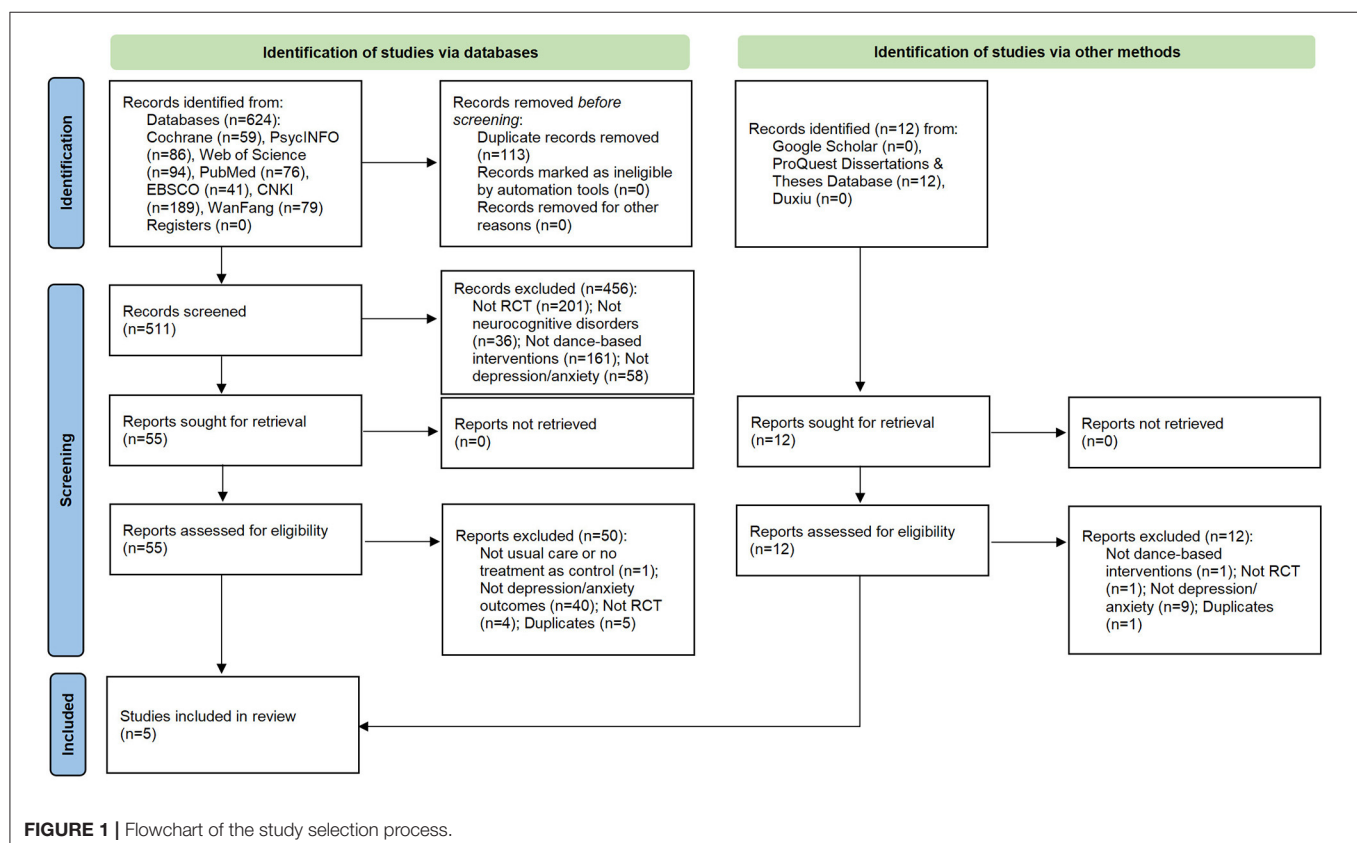 Identification of studies via databases
Identification of studies via other methods
Identification
Records identified from:
Databases (n=624):
Cochrane (n=59), PsycINFO
(n=86), Web of Science
(n=94), PubMed (n=76),
EBSCO (n=41), CNKI
(n=189), WanFang (n=79)
Registers (n=0)
Records removed before
screening:
Duplicate records removed
(n=113)
Records marked as ineligible
by automation tools (n=0)
Records removed for other
reasons (n=0)
Records identified (n=12) from:
Google Scholar (n=0),
ProQuest Dissertations &
Theses Database (n=12),
Duxiu (n=0)
Screening
Records screened
(n=511)
Records excluded (n=456):
Not RCT (n=201); Not
neurocognitive disorders
(n=36); Not dance-based
interventions (n=161); Not
depression/anxiety (n=58)
Reports sought for retrieval
(n=55)
Reports not retrieved
(n=0)
Reports sought for retrieval
(n=12)
Reports not retrieved
(n=0)
Reports assessed for eligibility
(n=55)
Reports excluded (n=50):
Not usual care or no
treatment as control (n=1);
Not depression/anxiety
outcomes (n=40); Not RCT
(n=4); Duplicates (n=5)
Reports assessed for eligibility
(n=12)
Reports excluded (n=12):
Not dance-based
interventions (n=1); Not RCT
(n=1); Not depression/
anxiety (n=9); Duplicates
(n=1)
Included
Studies included in review
(n=5)
FIGURE 1 | Flowchart of the study selection process.